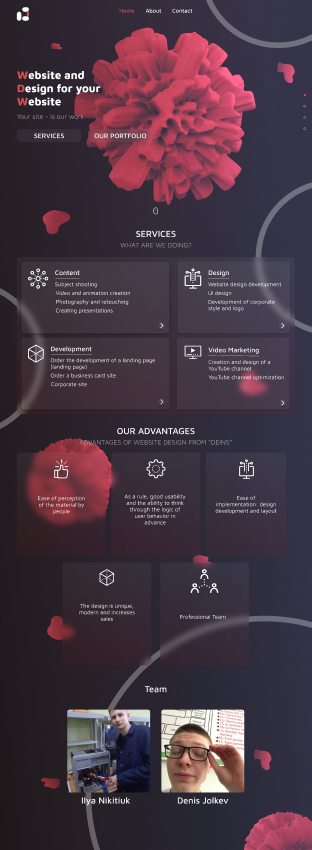 Home About Contact
Website and
Design for your
Website
Your site - is our work
SERVICES OUR PORTFOLIO
SERVICES
WHAT ARE WE DOING?
Content
Subject shooting
Video and animation creation
Photography and retouching
Creating presentations
Design
Website design development
UI design
Development of corporate
style and logo
Development
Order the development of a landing page
(landing page)
Order a business card site
Corporate site
Video Marketing
Creation and design of a
YouTube channel
YouTube channel optimization
OUR ADVANTAGES
ADVANTAGES OF WEBSITE DESIGN FROM "DEINS"
Ease of perception
of the material by
people
As a rule, good usability
and the ability to think
through the logic of
user behavior in
advance
Ease of
implementation: design
development and layout
The design is unique,
modern and increases
sales
Professional Team
Team
Ilya Nikitiuk
Denis Jolkev